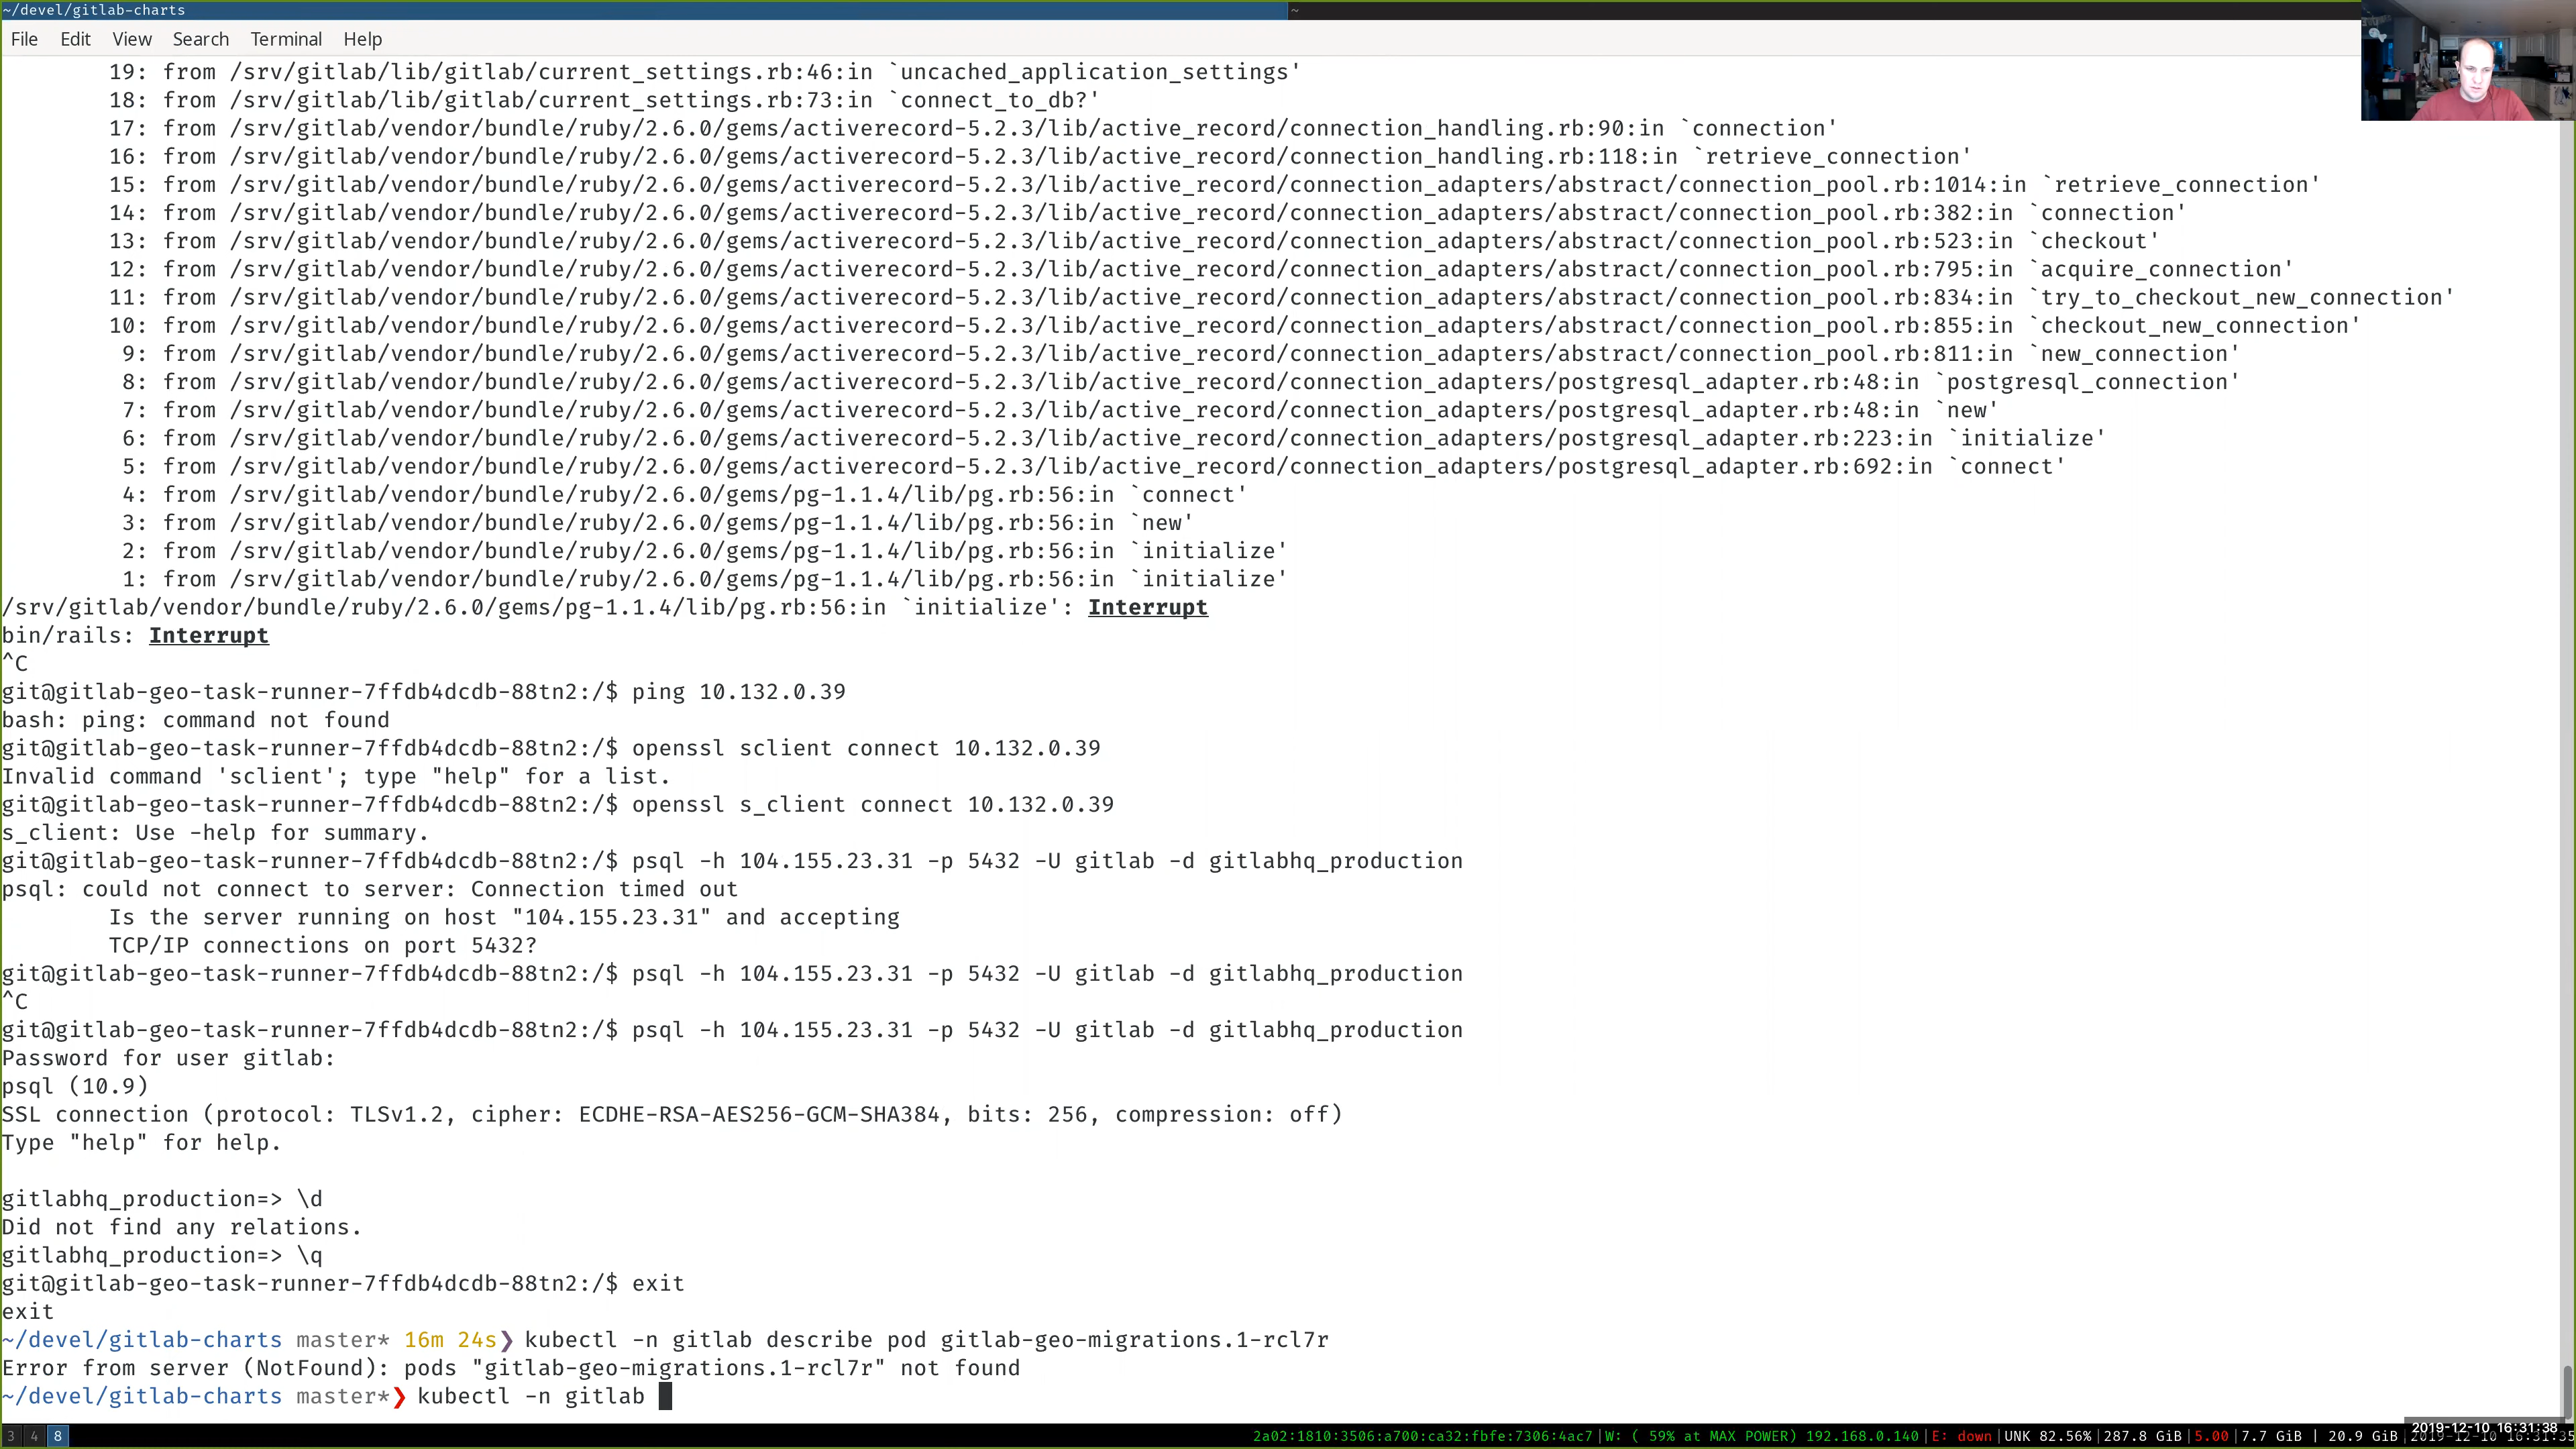 ~/devel/gitlab-charts
~
File Edit View Search Terminal Help
19: from /srv/gitlab/lib/gitlab/current_settings.rb:46:in `uncached_application_settings'
18: from /srv/gitlab/lib/gitlab/current_settings.rb:73:in `connect_to_db?'
17: from /srv/gitlab/vendor/bundle/ruby/2.6.0/gems/activerecord-5.2.3/lib/active_record/connection_handling.rb:90:in `connection'
16: from /srv/gitlab/vendor/bundle/ruby/2.6.0/gems/activerecord-5.2.3/lib/active_record/connection_handling.rb:118:in `retrieve_connection'
15: from /srv/gitlab/vendor/bundle/ruby/2.6.0/gems/activerecord-5.2.3/lib/active_record/connection_adapters/abstract/connection_pool.rb:1014:in `retrieve_connection'
14: from /srv/gitlab/vendor/bundle/ruby/2.6.0/gems/activerecord-5.2.3/lib/active_record/connection_adapters/abstract/connection_pool.rb:382:in `connection'
13: from /srv/gitlab/vendor/bundle/ruby/2.6.0/gems/activerecord-5.2.3/lib/active_record/connection_adapters/abstract/connection_pool.rb:523:in `checkout'
12: from /srv/gitlab/vendor/bundle/ruby/2.6.0/gems/activerecord-5.2.3/lib/active_record/connection_adapters/abstract/connection_pool.rb:795:in `acquire_connection'
11: from /srv/gitlab/vendor/bundle/ruby/2.6.0/gems/activerecord-5.2.3/lib/active_record/connection_adapters/abstract/connection_pool.rb:834:in `try_to_checkout_new_connection'
10: from /srv/gitlab/vendor/bundle/ruby/2.6.0/gems/activerecord-5.2.3/lib/active_record/connection_adapters/abstract/connection_pool.rb:855:in `checkout_new_connection'
9: from /srv/gitlab/vendor/bundle/ruby/2.6.0/gems/activerecord-5.2.3/lib/active_record/connection_adapters/abstract/connection_pool.rb:811:in `new_connection'
8: from /srv/gitlab/vendor/bundle/ruby/2.6.0/gems/activerecord-5.2.3/lib/active_record/connection_adapters/postgresql_adapter.rb:48:in `postgresql_connection'
7: from /srv/gitlab/vendor/bundle/ruby/2.6.0/gems/activerecord-5.2.3/lib/active_record/connection_adapters/postgresql_adapter.rb:48:in `new'
6: from /srv/gitlab/vendor/bundle/ruby/2.6.0/gems/activerecord-5.2.3/lib/active_record/connection_adapters/postgresql_adapter.rb:223:in `initialize'
5: from /srv/gitlab/vendor/bundle/ruby/2.6.0/gems/activerecord-5.2.3/lib/active_record/connection_adapters/postgresql_adapter.rb:692:in `connect'
4: from /srv/gitlab/vendor/bundle/ruby/2.6.0/gems/pg-1.1.4/lib/pg.rb:56:in `connect'
3: from /srv/gitlab/vendor/bundle/ruby/2.6.0/gems/pg-1.1.4/lib/pg.rb:56:in `new'
2: from /srv/gitlab/vendor/bundle/ruby/2.6.0/gems/pg-1.1.4/lib/pg.rb:56:in `initialize'
1: from /srv/gitlab/vendor/bundle/ruby/2.6.0/gems/pg-1.1.4/lib/pg.rb:56:in `initialize'
/srv/gitlab/vendor/bundle/ruby/2.6.0/gems/pg-1.1.4/lib/pg.rb:56:in `initialize': Interrupt
bin/rails: Interrupt
^C
git@gitlab-geo-task-runner-7ffdb4dcdb-88tn2:/$ ping 10.132.0.39
bash: ping: command not found
git@gitlab-geo-task-runner-7ffdb4dcdb-88tn2:/$ openssl sclient connect 10.132.0.39
Invalid command 'sclient'; type "help" for a list.
git@gitlab-geo-task-runner-7ffdb4dcdb-88tn2:/$ openssl s_client connect 10.132.0.39
s_client: Use -help for summary.
git@gitlab-geo-task-runner-7ffdb4dcdb-88tn2:/$ psql -h 104.155.23.31 -p 5432 -U gitlab -d gitlabhq_production
psql: could not connect to server: Connection timed out
Is the server running on host "104.155.23.31" and accepting
TCP/IP connections on port 5432?
git@gitlab-geo-task-runner-7ffdb4dcdb-88tn2:/$ psql -h 104.155.23.31 -p 5432 -U gitlab -d gitlabhq_production
^C
git@gitlab-geo-task-runner-7ffdb4dcdb-88tn2:/$ psql -h 104.155.23.31 -p 5432 -U gitlab -d gitlabhq_production
Password for user gitlab:
psql (10.9)
SSL connection (protocol: TLSv1.2, cipher: ECDHE-RSA-AES256-GCM-SHA384, bits: 256, compression: off)
Type "help" for help.
gitlabhq_production=> \d
Did not find any relations.
gitlabhq_production=> \q
git@gitlab-geo-task-runner-7ffdb4dcdb-88tn2:/$ exit
exit
~/devel/gitlab-charts master* 16m 24s❯ kubectl -n gitlab describe pod gitlab-geo-migrations.1-rcl7r
Error from server (NotFound): pods "gitlab-geo-migrations.1-rcl7r" not found
~/devel/gitlab-charts master*❯ kubectl -n gitlab
3 4 8 2a02:1810:3506:a700:ca32:fbfe:7306:4ac7|W: ( 59% at MAX POWER) 192.168.0.140|E: down|UNK 82.56%|287.8 GiB|5.00|7.7 GiB | 20.9 GiB
2019-12-10 16:31:38